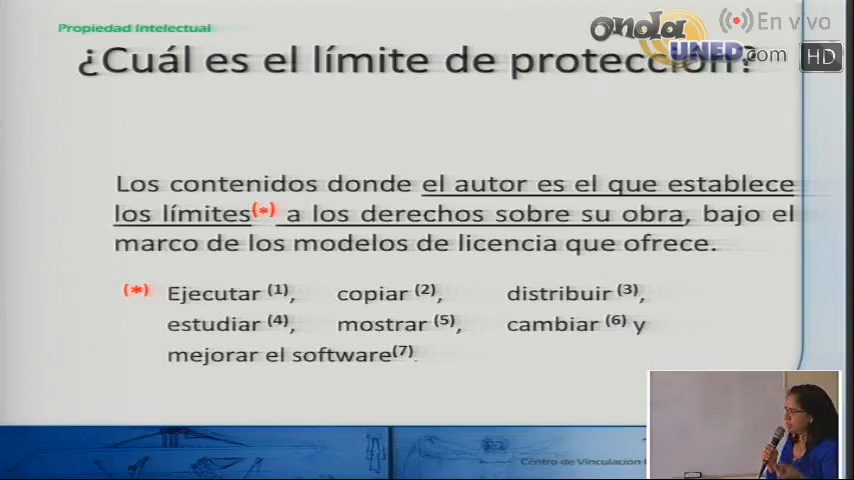 Propiedad Intelectual
onda
UNED.com
En vivo
HD
¿Cuál es el límite de protección?
Los contenidos donde el autor es el que establece
los límites(*) a los derechos sobre su obra, bajo el
marco de los modelos de licencia que ofrece.
(*) Ejecutar (1), copiar (2), distribuir (3),
estudiar (4), mostrar (5), cambiar (6) y
mejorar el software(7).
Centro de Vinculación